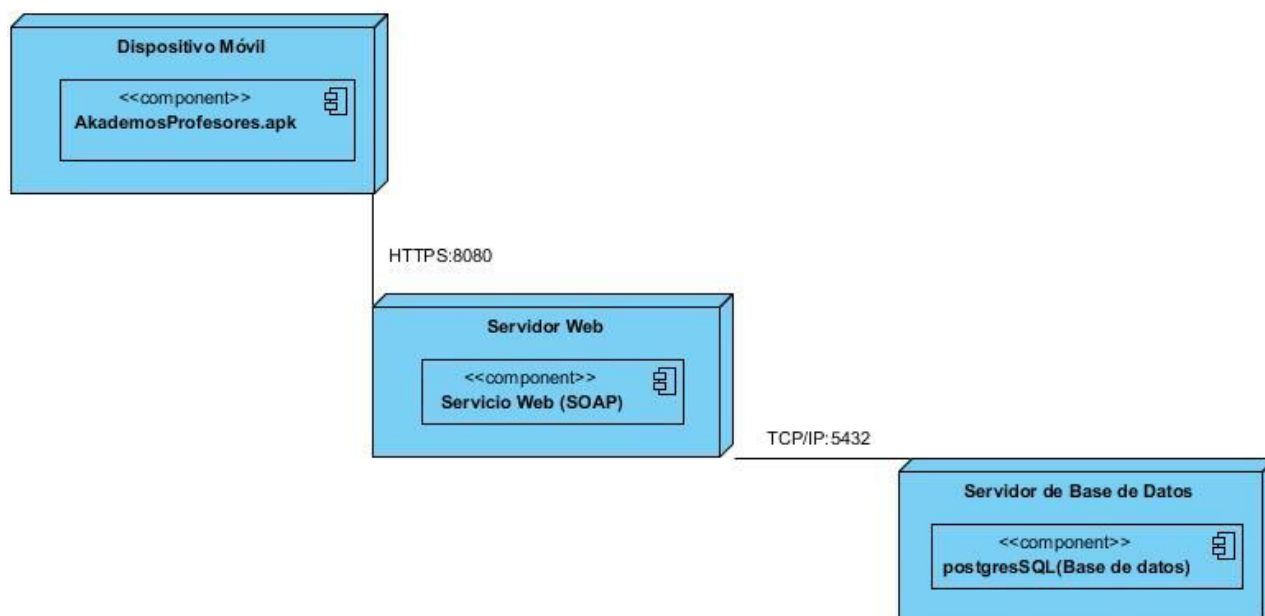 Dispositivo Móvil
<<component>>
AkademosProfesores.apk
HTTPS:8080
Servidor Web
<<component>>
Servicio Web (SOAP)
TCP/IP:5432
Servidor de Base de Datos
<<component>>
postgresSQL(Base de datos)